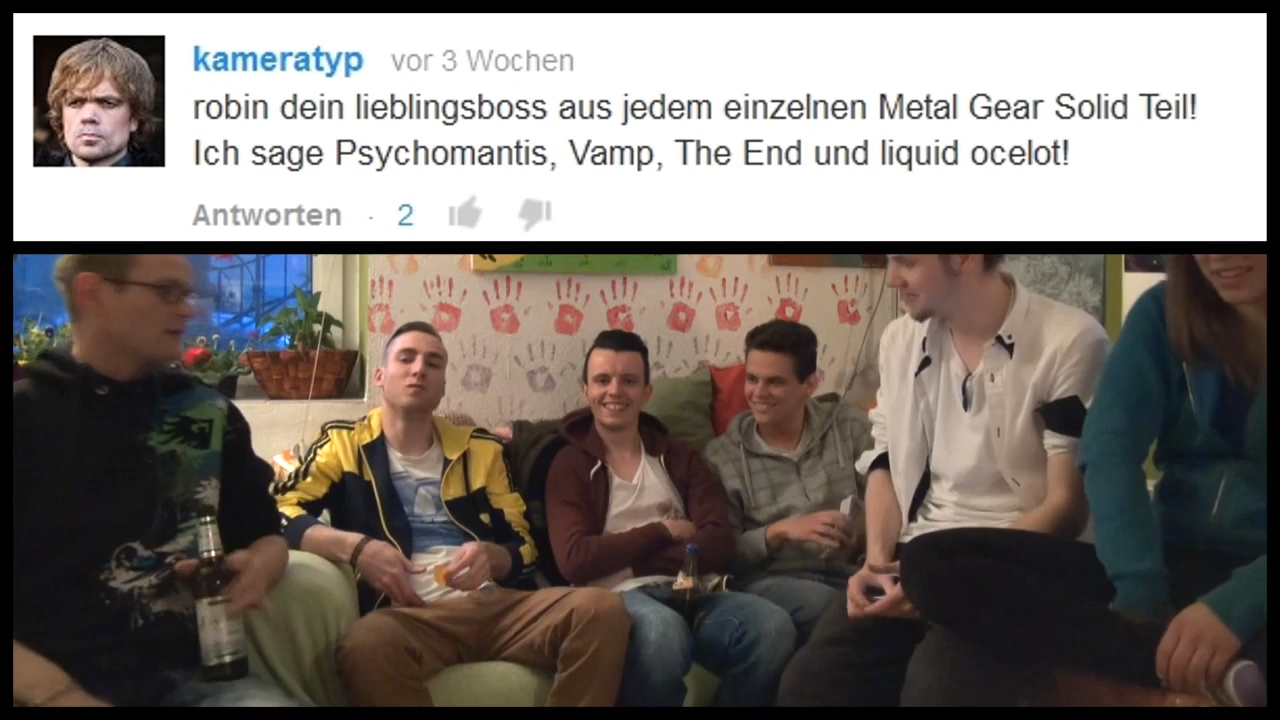 kameratyp vor 3 Wochen
robin dein lieblingsboss aus jedem einzelnen Metal Gear Solid Teil!
Ich sage Psychomantis, Vamp, The End und liquid ocelot!
Antworten · 2